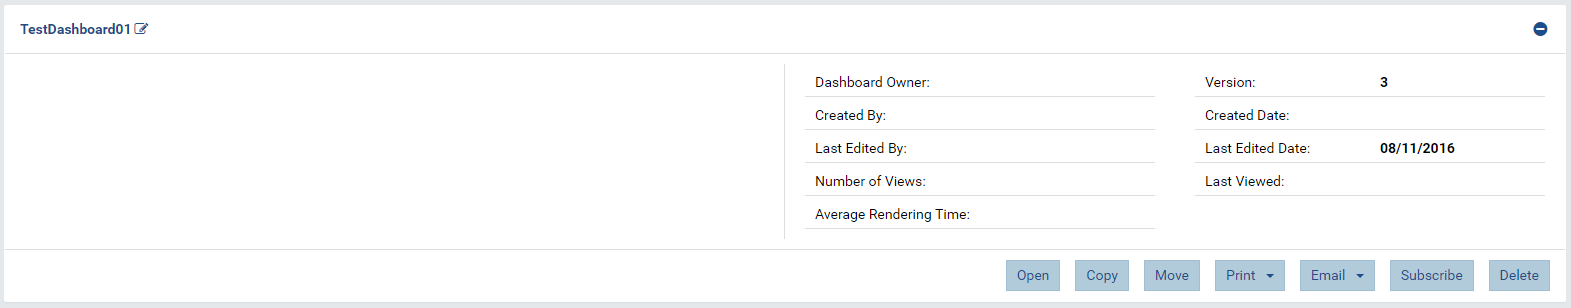 TestDashboard01
Dashboard Owner:
Created By:
Last Edited By:
Number of Views:
Average Rendering Time:
Version: 3
Created Date:
Last Edited Date: 08/11/2016
Last Viewed:
Open Copy Move Print Email Subscribe Delete